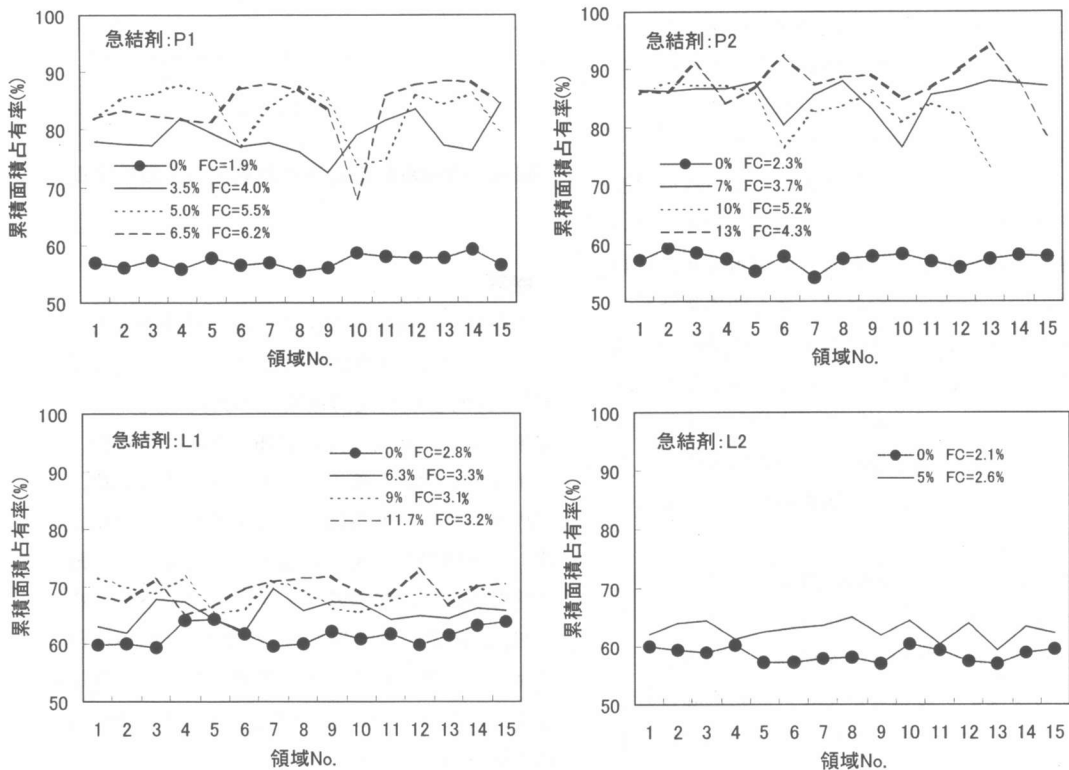 急結剤:P1
累積面積占有率(%)
100
90
80
70
60
50
0% FC=1.9%
3.5% FC=4.0%
5.0% FC=5.5%
6.5% FC=6.2%
1 2 3 4 5 6 7 8 9 10 11 12 13 14 15
領域No.
急結剤:P2
累積面積占有率(%)
100
90
80
70
60
50
0% FC=2.3%
7% FC=3.7%
10% FC=5.2%
13% FC=4.3%
1 2 3 4 5 6 7 8 9 10 11 12 13 14 15
領域No.
急結剤:L1
累積面積占有率(%)
100
90
80
70
60
50
0% FC=2.8%
6.3% FC=3.3%
9% FC=3.1%
11.7% FC=3.2%
1 2 3 4 5 6 7 8 9 10 11 12 13 14 15
領域No.
急結剤:L2
累積面積占有率(%)
100
90
80
70
60
50
0% FC=2.1%
5% FC=2.6%
1 2 3 4 5 6 7 8 9 10 11 12 13 14 15
領域No.